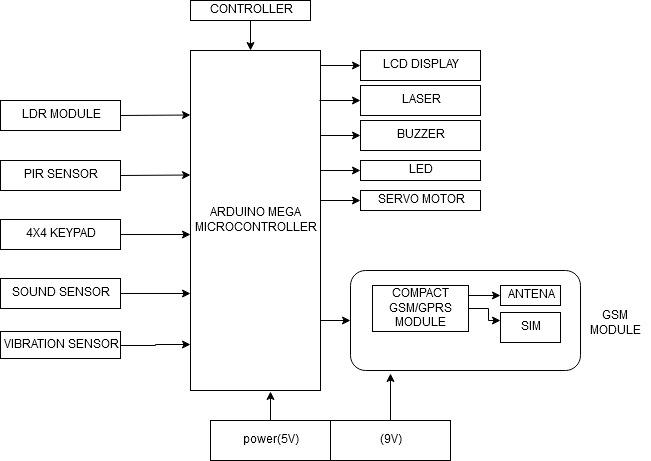 CONTROLLER
LCD DISPLAY
LASER
LDR MODULE
BUZZER
PIR SENSOR
LED
SERVO MOTOR
ARDUINO MEGA
MICROCONTROLLER
4X4 KEYPAD
SOUND SENSOR
COMPACT
GSM/GPRS
MODULE
ANTENA
SIM
GSM
MODULE
VIBRATION SENSOR
power(5V)
(9V)